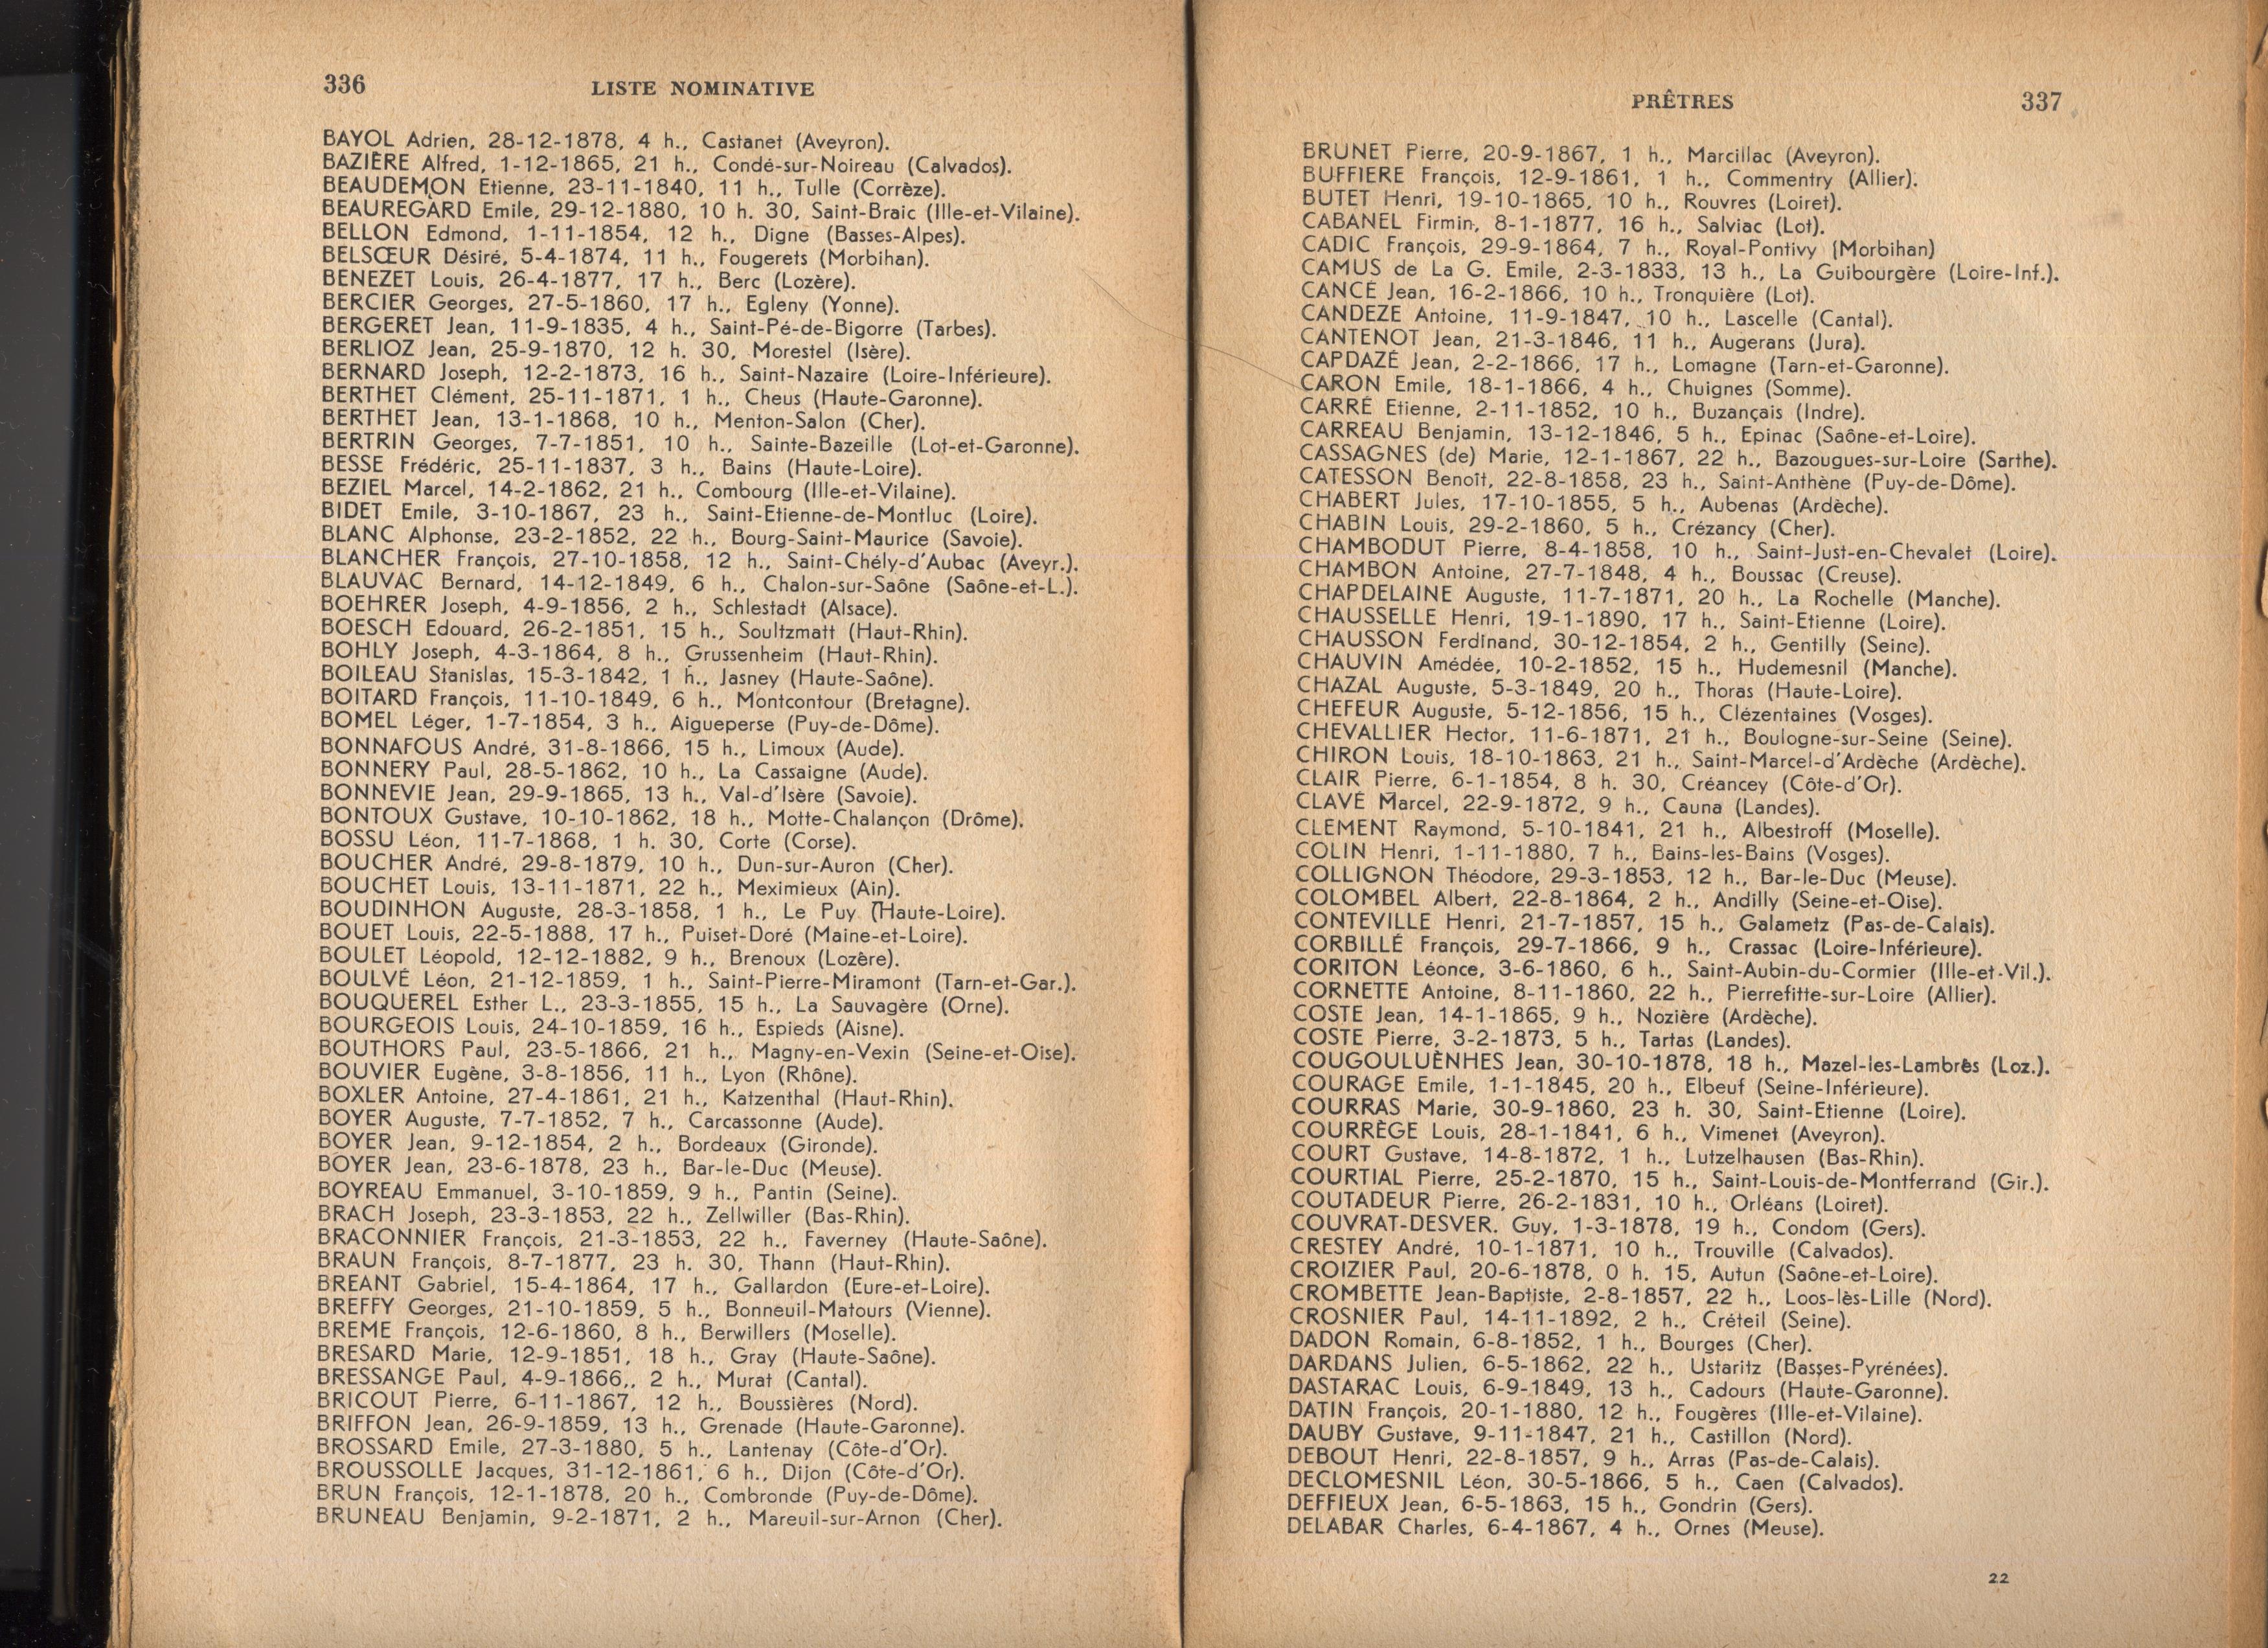 336
LISTE NOMINATIVE
BAYOL Adrien, 28-12-1878, 4 h., Castanet (Aveyron).
BAZIÈRE Alfred, 1-12-1865, 21 h., Condé-sur-Noireau (Calvados).
BEAUDEMON Etienne, 23-11-1840, 11 h., Tulle (Corrèze).
BEAUREGARD Emile, 29-12-1880, 10 h. 30, Saint-Braic (Ille-et-Vilaine).
BELLON Edmond, 1-11-1854, 12 h., Digne (Basses-Alpes).
BELSŒUR Désiré, 5-4-1874, 11 h., Fougerets (Morbihan).
BENEZET Louis, 26-4-1877, 17 h., Berc (Lozère).
BERCIER Georges, 27-5-1860, 17 h., Egleny (Yonne).
BERGERET Jean, 11-9-1835, 4 h., Saint-Pé-de-Bigorre (Tarbes).
BERLIOZ Jean, 25-9-1870, 12 h. 30, Morestel (Isère).
BERNARD Joseph, 12-2-1873, 16 h., Saint-Nazaire (Loire-Inférieure).
BERTHET Clément, 25-11-1871, 1 h., Cheus (Haute-Garonne).
BERTHET Jean, 13-1-1868, 10 h., Menton-Salon (Cher).
BERTRIN Georges, 7-7-1851, 10 h., Sainte-Bazeille (Lot-et-Garonne).
BESSE Frédéric, 25-11-1837, 3 h., Bains (Haute-Loire).
BEZIEL Marcel, 14-2-1862, 21 h., Combourg (Ille-et-Vilaine).
BIDET Emile, 3-10-1867, 23 h., Saint-Etienne-de-Montluc (Loire).
BLANC Alphonse, 23-2-1852, 22 h., Bourg-Saint-Maurice (Savoie).
BLANCHER François, 27-10-1858, 12 h., Saint-Chély-d'Aubac (Aveyr.).
BLAUVAC Bernard, 14-12-1849, 6 h., Chalon-sur-Saône (Saône-et-L.).
BOEHRER Joseph, 4-9-1856, 2 h., Schlestadt (Alsace).
BOESCH Edouard, 26-2-1851, 15 h., Soultzmatt (Haut-Rhin).
BOHLY Joseph, 4-3-1864, 8 h., Grussenheim (Haut-Rhin).
BOILEAU Stanislas, 15-3-1842, 1 h., Jasney (Haute-Saône).
BOITARD François, 11-10-1849, 6 h., Montcontour (Bretagne).
BOMEL Léger, 1-7-1854, 3 h., Aigueperse (Puy-de-Dôme).
BONNAFOUS André, 31-8-1866, 15 h., Limoux (Aude).
BONNERY Paul, 28-5-1862, 10 h., La Cassaigne (Aude).
BONNEVIE Jean, 29-9-1865, 13 h., Val-d'Isère (Savoie).
BONTOUX Gustave, 10-10-1862, 18 h., Motte-Chalançon (Drôme).
BOSSU Léon, 11-7-1868, 1 h. 30, Corte (Corse).
BOUCHER André, 29-8-1879, 10 h., Dun-sur-Auron (Cher).
BOUCHET Louis, 13-11-1871, 22 h., Meximieux (Ain).
BOUDINHON Auguste, 28-3-1858, 1 h., Le Puy (Haute-Loire).
BOUET Louis, 22-5-1888, 17 h., Puiset-Doré (Maine-et-Loire).
BOULET Léopold, 12-12-1882, 9 h., Brenoux (Lozère).
BOULVÉ Léon, 21-12-1859, 1 h., Saint-Pierre-Miramont (Tarn-et-Gar.).
BOUQUEREL Esther L., 23-3-1855, 15 h., La Sauvagère (Orne).
BOURGEOIS Louis, 24-10-1859, 16 h., Espieds (Aisne).
BOUTHORS Paul, 23-5-1866, 21 h., Magny-en-Vexin (Seine-et-Oise).
BOUVIER Eugène, 3-8-1856, 11 h., Lyon (Rhône).
BOXLER Antoine, 27-4-1861, 21 h., Katzenthal (Haut-Rhin).
BOYER Auguste, 7-7-1852, 7 h., Carcassonne (Aude).
BOYER Jean, 9-12-1854, 2 h., Bordeaux (Gironde).
BOYER Jean, 23-6-1878, 23 h., Bar-le-Duc (Meuse).
BOYREAU Emmanuel, 3-10-1859, 9 h., Pantin (Seine).
BRACH Joseph, 23-3-1853, 22 h., Zellwiller (Bas-Rhin).
BRACONNIER François, 21-3-1853, 22 h., Faverney (Haute-Saône).
BRAUN François, 8-7-1877, 23 h. 30, Thann (Haut-Rhin).
BREANT Gabriel, 15-4-1864, 17 h., Gallardon (Eure-et-Loire).
BREFFY Georges, 21-10-1859, 5 h., Bonneuil-Matours (Vienne).
BREME François, 12-6-1860, 8 h., Berwillers (Moselle).
BRESARD Marie, 12-9-1851, 18 h., Gray (Haute-Saône).
BRESSANGE Paul, 4-9-1866,. 2 h., Murat (Cantal).
BRICOUT Pierre, 6-11-1867, 12 h., Boussières (Nord).
BRIFFON Jean, 26-9-1859, 13 h., Grenade (Haute-Garonne).
BROSSARD Emile, 27-3-1880, 5 h., Lantenay (Côte-d'Or).
BROUSSOLLE Jacques, 31-12-1861, 6 h., Dijon (Côte-d'Or).
BRUN François, 12-1-1878, 20 h., Combronde (Puy-de-Dôme).
BRUNEAU Benjamin, 9-2-1871, 2 h., Mareuil-sur-Arnon (Cher).
PRÊTRES
337
BRUNET Pierre, 20-9-1867, 1 h., Marcillac (Aveyron).
BUFFIERE François, 12-9-1861, 1 h., Commentry (Allier).
BUTET Henri, 19-10-1865, 10 h., Rouvres (Loiret).
CABANEL Firmin, 8-1-1877, 16 h., Salviac (Lot).
CADIC François, 29-9-1864, 7 h., Royal-Pontivy (Morbihan)
CAMUS de La G. Emile, 2-3-1833, 13 h., La Guibourgère (Loire-Inf.).
CANCÉ Jean, 16-2-1866, 10 h., Tronquière (Lot).
CANDEZE Antoine, 11-9-1847, 10 h., Lascelle (Cantal).
CANTENOT Jean, 21-3-1846, 11 h., Augerans (Jura).
CAPDAZÉ Jean, 2-2-1866, 17 h., Lomagne (Tarn-et-Garonne).
CARON Emile, 18-1-1866, 4 h., Chuignes (Somme).
CARRÉ Etienne, 2-11-1852, 10 h., Buzançais (Indre).
CARREAU Benjamin, 13-12-1846, 5 h., Epinac (Saône-et-Loire).
CASSAGNES (de) Marie, 12-1-1867, 22 h., Bazougues-sur-Loire (Sarthe).
CATESSON Benoît, 22-8-1858, 23 h., Saint-Anthène (Puy-de-Dôme).
CHABERT Jules, 17-10-1855, 5 h., Aubenas (Ardèche).
CHABIN Louis, 29-2-1860, 5 h., Crézancy (Cher).
CHAMBODUT Pierre, 8-4-1858, 10 h., Saint-Just-en-Chevalet (Loire).
CHAMBON Antoine, 27-7-1848, 4 h., Boussac (Creuse).
CHAPDELAINE Auguste, 11-7-1871, 20 h., La Rochelle (Manche).
CHAUSSELLE Henri, 19-1-1890, 17 h., Saint-Etienne (Loire).
CHAUSSON Ferdinand, 30-12-1854, 2 h., Gentilly (Seine).
CHAUVIN Amédée, 10-2-1852, 15 h., Hudemesnil (Manche).
CHAZAL Auguste, 5-3-1849, 20 h., Thoras (Haute-Loire).
CHEFEUR Auguste, 5-12-1856, 15 h., Clézentaines (Vosges).
CHEVALLIER Hector, 11-6-1871, 21 h., Boulogne-sur-Seine (Seine).
CHIRON Louis, 18-10-1863, 21 h., Saint-Marcel-d'Ardèche (Ardèche).
CLAIR Pierre, 6-1-1854, 8 h. 30, Créancey (Côte-d'Or).
CLAVÉ Marcel, 22-9-1872, 9 h., Cauna (Landes).
CLEMENT Raymond, 5-10-1841, 21 h., Albestroff (Moselle).
COLIN Henri, 1-11-1880, 7 h., Bains-les-Bains (Vosges).
COLLIGNON Théodore, 29-3-1853, 12 h., Bar-le-Duc (Meuse).
COLOMBEL Albert, 22-8-1864, 2 h., Andilly (Seine-et-Oise).
CONTEVILLE Henri, 21-7-1857, 15 h., Galametz (Pas-de-Calais).
CORBILLÉ François, 29-7-1866, 9 h., Crassac (Loire-Inférieure).
CORITON Léonce, 3-6-1860, 6 h., Saint-Aubin-du-Cormier (Ille-et-Vil.).
CORNETTE Antoine, 8-11-1860, 22 h., Pierrefitte-sur-Loire (Allier).
COSTE Jean, 14-1-1865, 9 h., Nozière (Ardèche).
COSTE Pierre, 3-2-1873, 5 h., Tartas (Landes).
COUGOULUÈNHES Jean, 30-10-1878, 18 h., Mazel-les-Lambrès (Loz.).
COURAGE Emile, 1-1-1845, 20 h., Elbeuf (Seine-Inférieure).
COURRAS Marie, 30-9-1860, 23 h. 30, Saint-Etienne (Loire).
COURRÈGE Louis, 28-1-1841, 6 h., Vimenet (Aveyron).
COURT Gustave, 14-8-1872, 1 h., Lutzelhausen (Bas-Rhin).
COURTIAL Pierre, 25-2-1870, 15 h., Saint-Louis-de-Montferrand (Gir.).
COUTADEUR Pierre, 26-2-1831, 10 h., Orléans (Loiret).
COUVRAT-DESVER. Guy, 1-3-1878, 19 h., Condom (Gers).
CRESTEY André, 10-1-1871, 10 h., Trouville (Calvados).
CROIZIER Paul, 20-6-1878, 0 h. 15, Autun (Saône-et-Loire).
CROMBETTE Jean-Baptiste, 2-8-1857, 22 h., Loos-lès-Lille (Nord).
CROSNIER Paul, 14-11-1892, 2 h., Créteil (Seine).
DADON Romain, 6-8-1852, 1 h., Bourges (Cher).
DARDANS Julien, 6-5-1862, 22 h., Ustaritz (Basses-Pyrénées).
DASTARAC Louis, 6-9-1849, 13 h., Cadours (Haute-Garonne).
DATIN François, 20-1-1880, 12 h., Fougères (Ille-et-Vilaine).
DAUBY Gustave, 9-11-1847, 21 h., Castillon (Nord).
DEBOUT Henri, 22-8-1857, 9 h., Arras (Pas-de-Calais).
DECLOMESNIL Léon, 30-5-1866, 5 h., Caen (Calvados).
DEFFIEUX Jean, 6-5-1863, 15 h., Gondrin (Gers).
DELABAR Charles, 6-4-1867, 4 h., Ornes (Meuse).
22